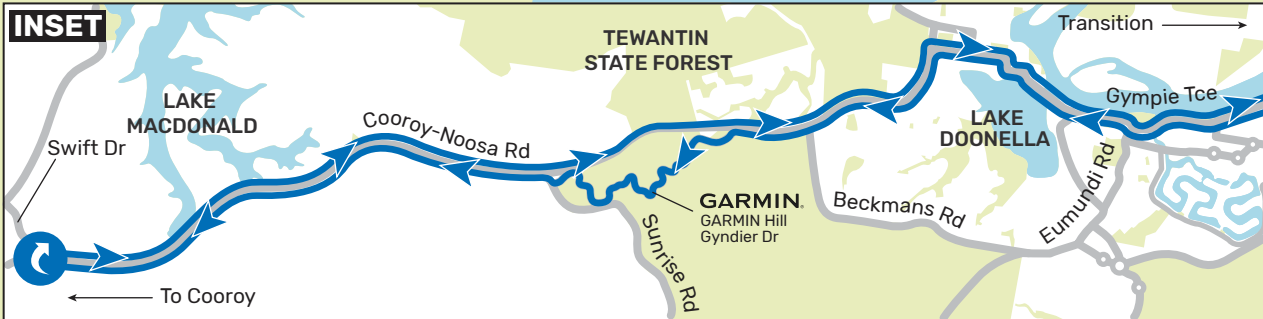 INSET
Transition
TEWANTIN
STATE FOREST
LAKE
MACDONALD
Cooroy-Noosa Rd
Gympie Tce
LAKE
DOONELLA
Swift Dr
GARMIN®
GARMIN Hill
Gyndier Dr
Beckmans Rd
Eumundi Rd
Sunrise Rd
To Cooroy